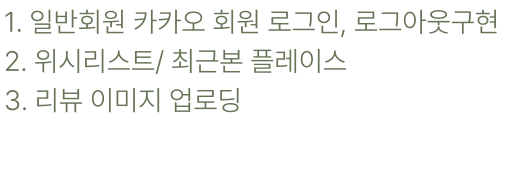 1. 일반회원 카카오 회원 로그인, 로그아웃구현
2. 위시리스트/ 최근본 플레이스
3. 리뷰 이미지 업로딩